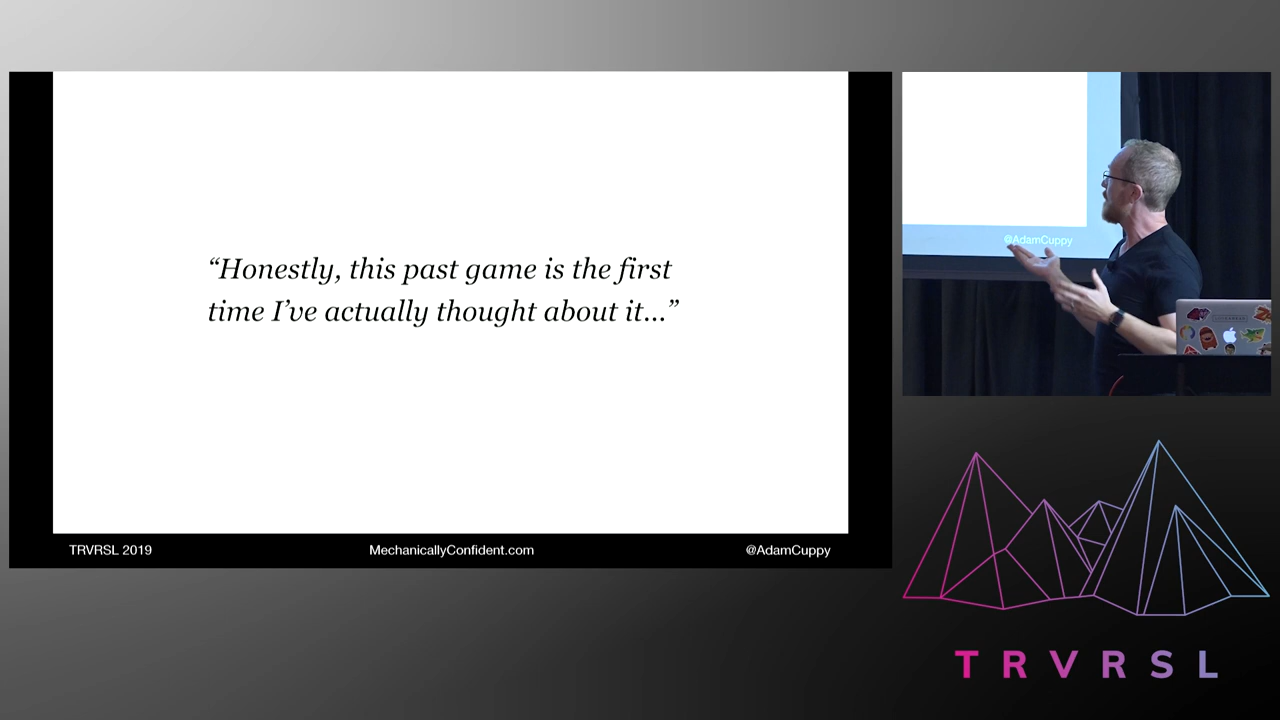 “Honestly, this past game is the first
time I’ve actually thought about it...”
TRVRSL 2019
MechanicallyConfident.com
@AdamCuppy
@AdamCuppy
TRVRSL